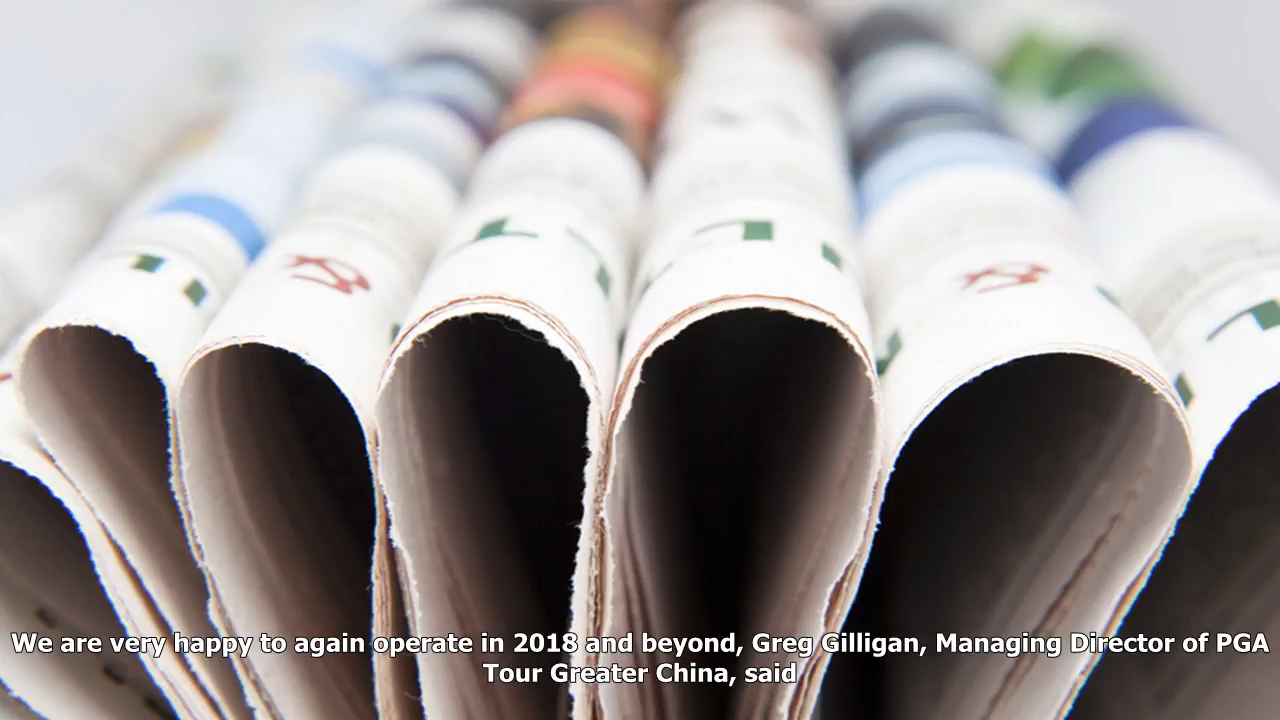 We are very happy to again operate in 2018 and beyond, Greg Gilligan, Managing Director of PGA
Tour Greater China, said